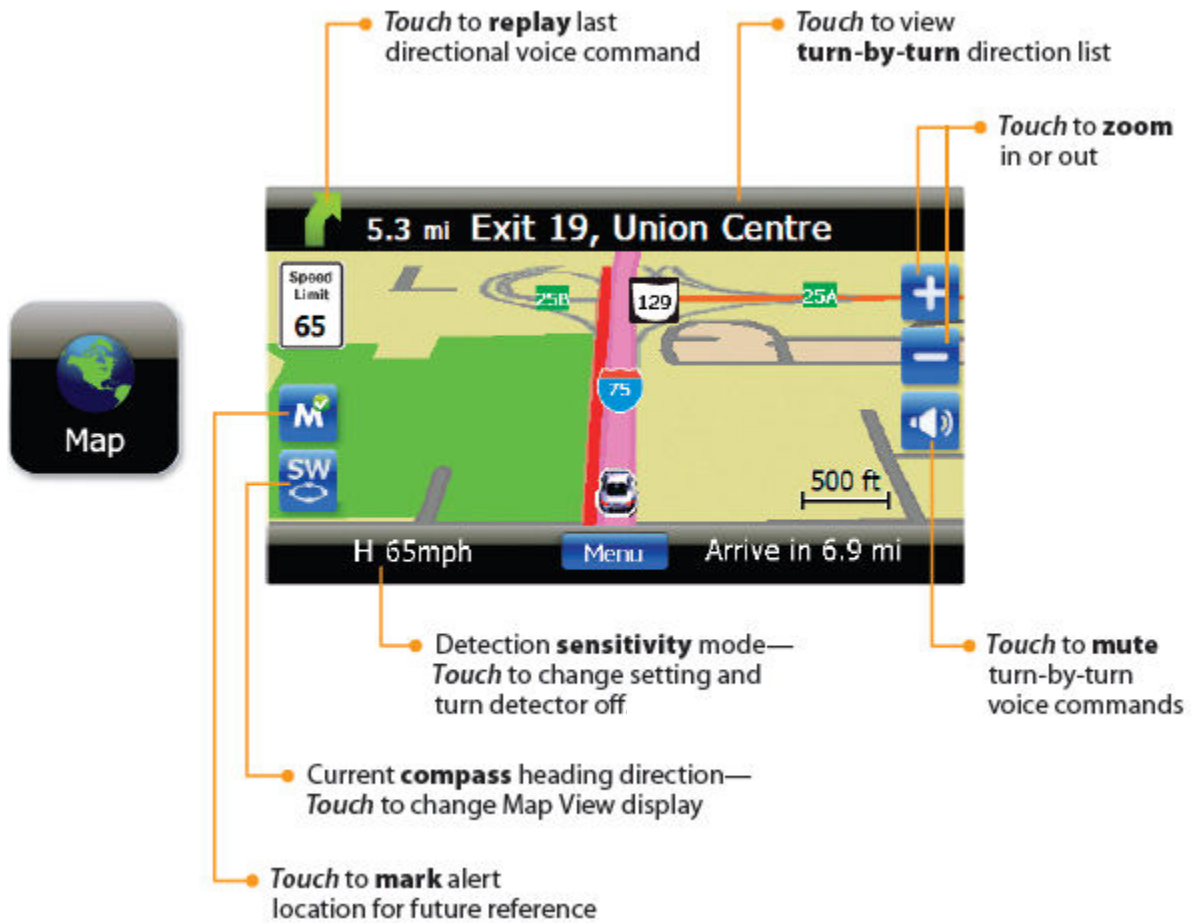 Touch to replay last
directional voice command
Touch to view
turn-by-turn direction list
Touch to zoom
in or out
5.3 mi Exit 19, Union Centre
Speed
Limit
65
25B
129
25A
75
M
SW
Map
500 ft
H 65mph
Menu
Arrive in 6.9 mi
Detection sensitivity mode—
Touch to change setting and
turn detector off
Touch to mute
turn-by-turn
voice commands
Current compass heading direction—
Touch to change Map View display
Touch to mark alert
location for future reference